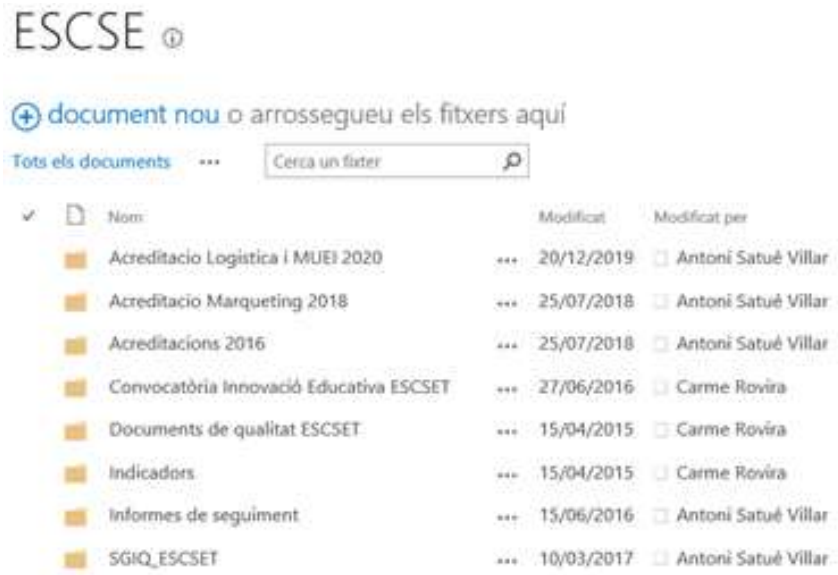 ESCSE
document nou o arrossegueu els fitxers aquí
Tots els documents ... Cerca un fitxer
Nom Modificat Modificat per
Acreditacio Logistica i MUEI 2020 ... 20/12/2019 Antoni Satué Villar
Acreditacio Marqueting 2018 ... 25/07/2018 Antoni Satué Villar
Acreditacions 2016 ... 25/07/2018 Antoni Satué Villar
Convocatòria Innovació Educativa ESCSET ... 27/06/2016 Carme Rovira
Documents de qualitat ESCSET ... 15/04/2015 Carme Rovira
Indicadors ... 15/04/2015 Carme Rovira
Informes de seguiment ... 15/06/2016 Antoni Satué Villar
SGIQ_ESCSET ... 10/03/2017 Antoni Satué Villar